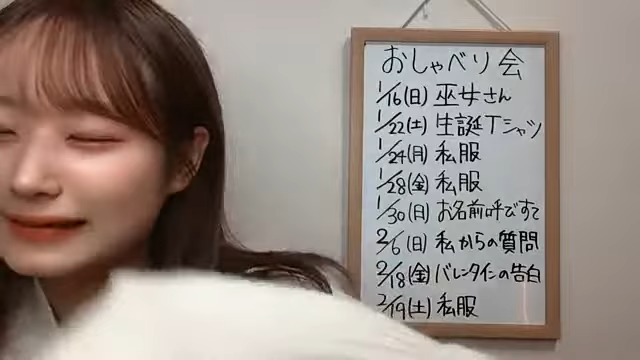 おしゃべり会
1/16(日) 巫女さん
1/22(土) 生誕Tシャツ
1/24(月) 私服
1/28(金) 私服
1/30(日) お名前呼びすて
2/6(日) 私からの質問
2/18(金) バレンタインの告白
2/19(土) 私服